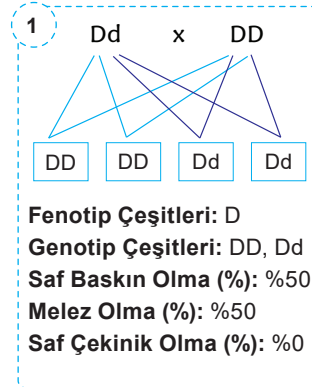 1
Dd x DD
DD DD Dd Dd
Fenotip Çeşitleri: D
Genotip Çeşitleri: DD, Dd
Saf Baskın Olma (%): %50
Melez Olma (%): %50
Saf Çekinik Olma (%): %0